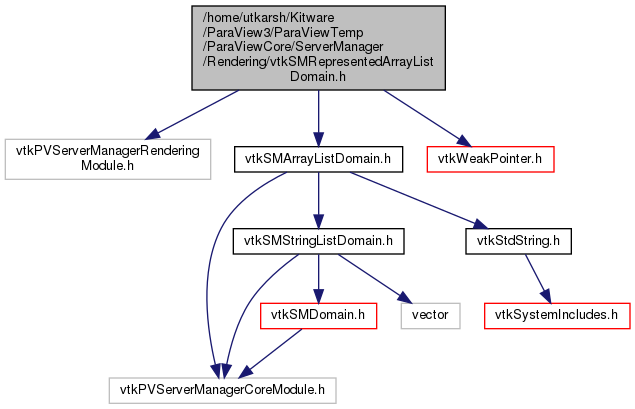 /home/utkarsh/Kitware
/ParaView3/ParaViewTemp
/ParaViewCore/ServerManager
/Rendering/vtkSMRepresentedArrayList
Domain.h
vtkPVServerManagerRendering
Module.h
vtkSMArrayListDomain.h
vtkWeakPointer.h
vtkSMStringListDomain.h
vtkStdString.h
vtkSMDomain.h
vector
vtkSystemIncludes.h
vtkPVServerManagerCoreModule.h